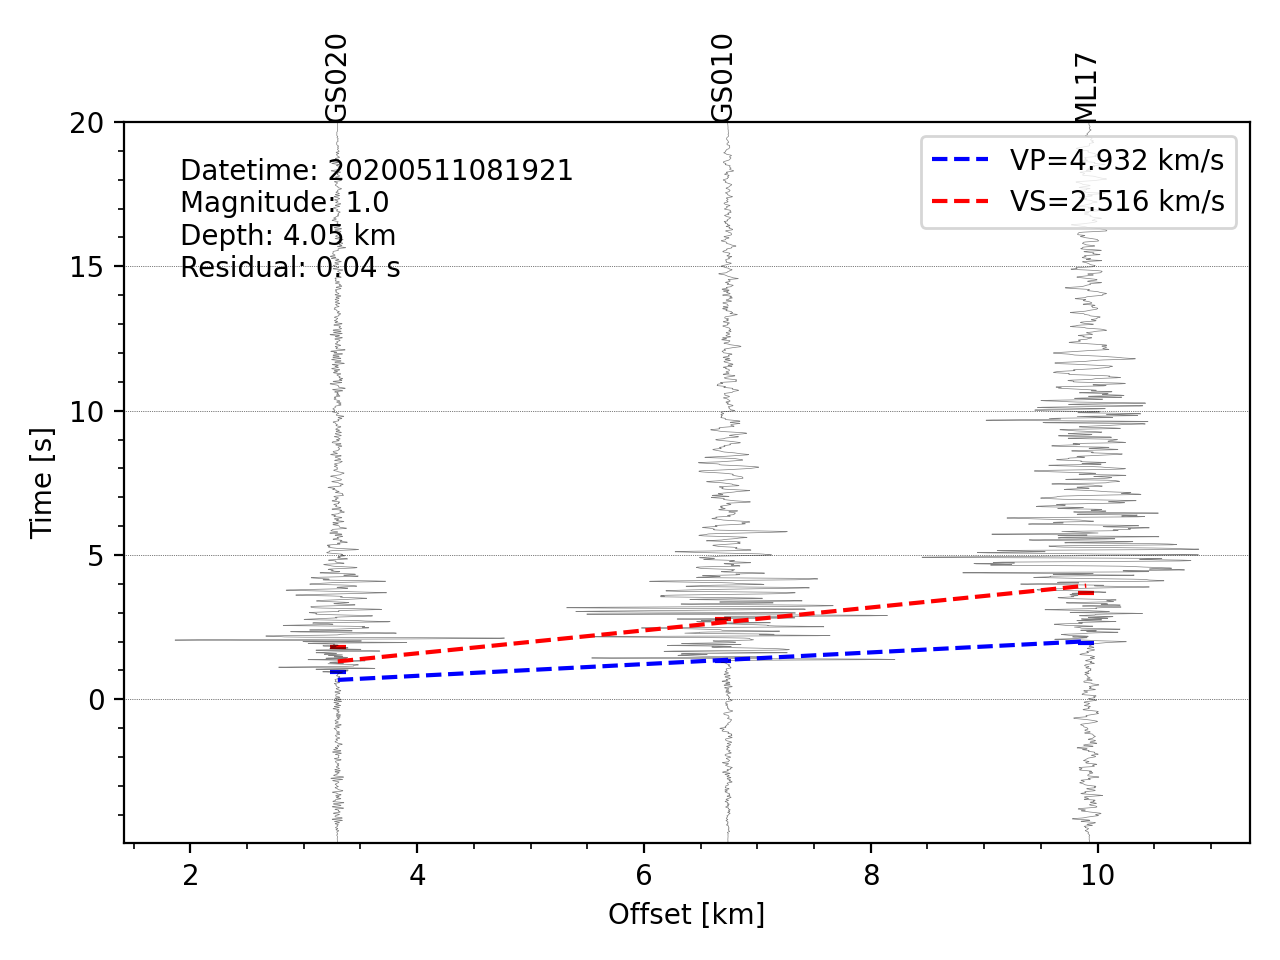 GS020
GS010
ML17
Datetime: 20200511081921
Magnitude: 1.0
Depth: 4.05 km
Residual: 0.04 s
VP=4.932 km/s
VS=2.516 km/s
20
15
10
5
0
Time [s]
2
4
6
8
10
Offset [km]